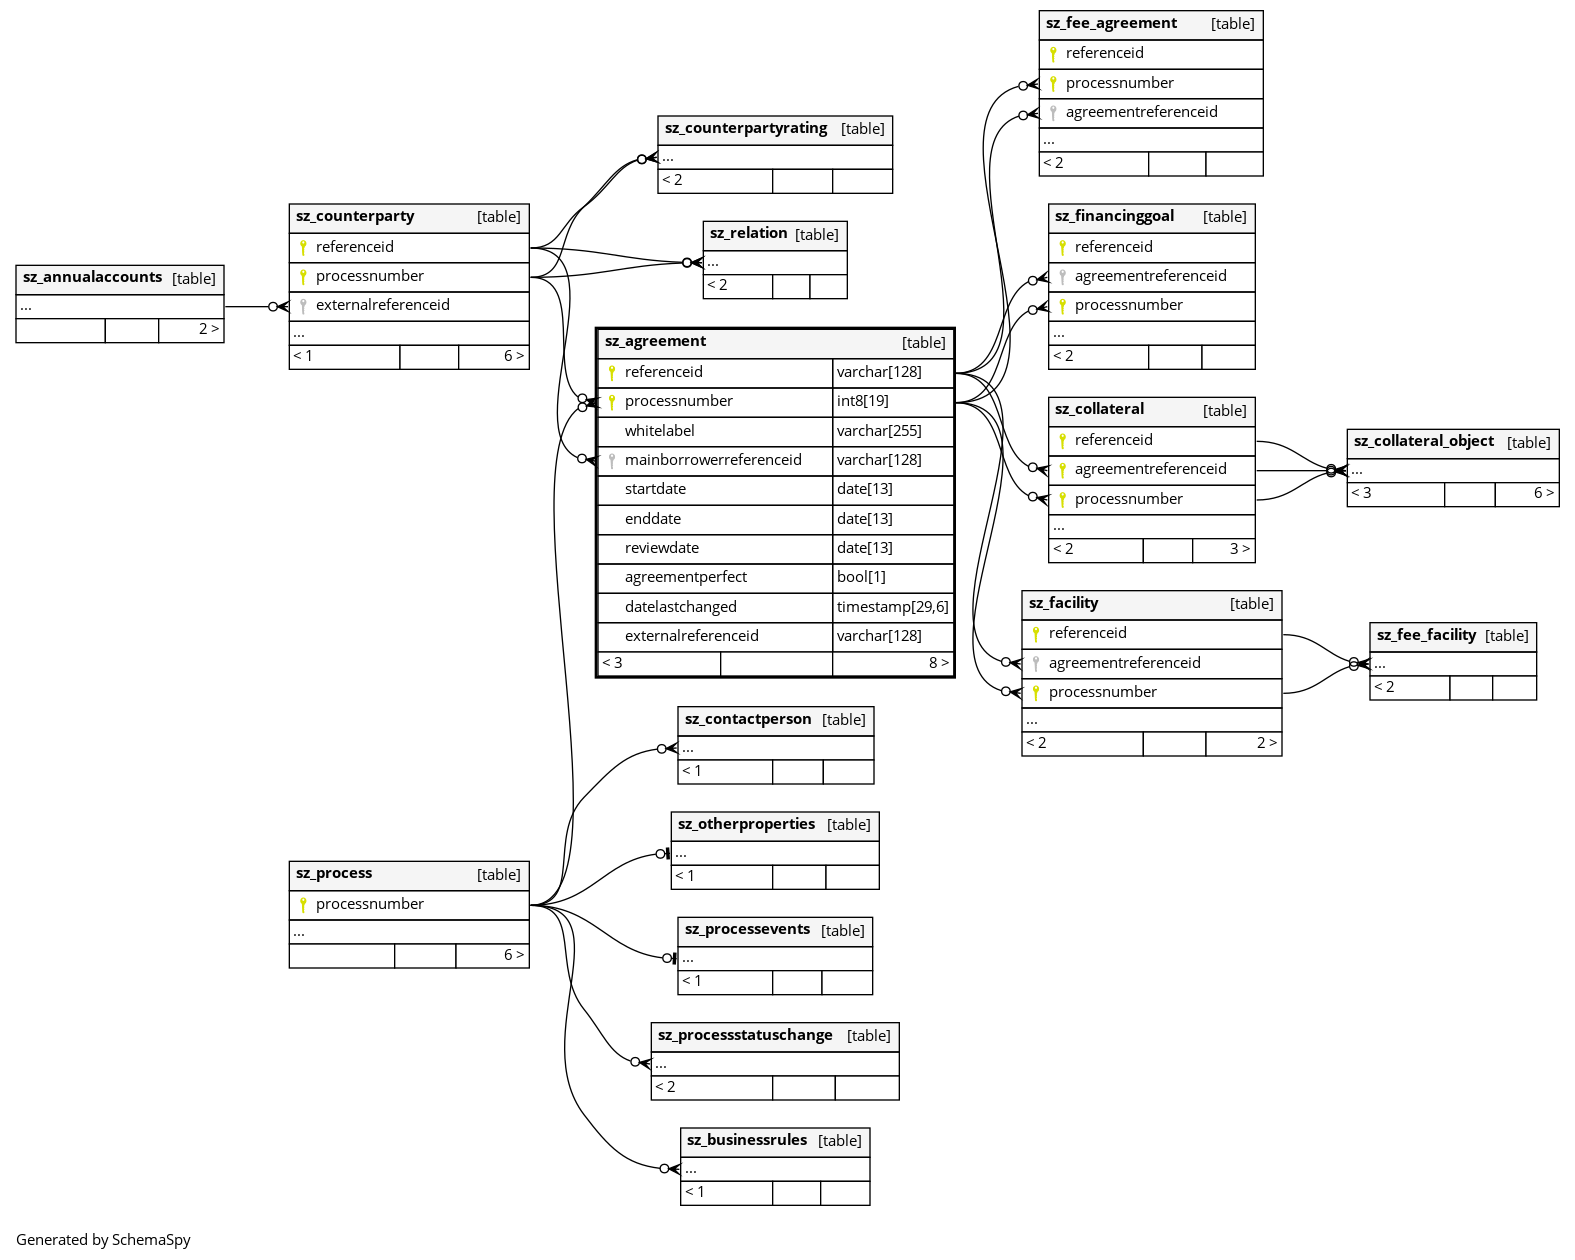 sz_fee_agreement [table]
referenceid
processnumber
agreementreferenceid
...
< 2
sz_counterpartyrating [table]
...
< 2
sz_counterparty [table]
referenceid
processnumber
externalreferenceid
...
< 1 6 >
sz_relation [table]
...
< 2
sz_financinggoal [table]
referenceid
agreementreferenceid
processnumber
...
< 2
sz_annualaccounts [table]
...
2 >
sz_agreement [table]
referenceid varchar[128]
processnumber int8[19]
whitelabel varchar[255]
mainborrowerreferenceid varchar[128]
startdate date[13]
enddate date[13]
reviewdate date[13]
agreementperfect bool[1]
datelastchanged timestamp[29,6]
externalreferenceid varchar[128]
< 3 8 >
sz_collateral [table]
referenceid
agreementreferenceid
processnumber
...
< 2 3 >
sz_collateral_object [table]
...
< 3 6 >
sz_facility [table]
referenceid
agreementreferenceid
processnumber
...
< 2 2 >
sz_fee_facility [table]
...
< 2
sz_contactperson [table]
...
< 1
sz_otherproperties [table]
...
< 1
sz_process [table]
processnumber
...
6 >
sz_processevents [table]
...
< 1
sz_processstatuschange [table]
...
< 2
sz_businessrules [table]
...
< 1
Generated by SchemaSpy